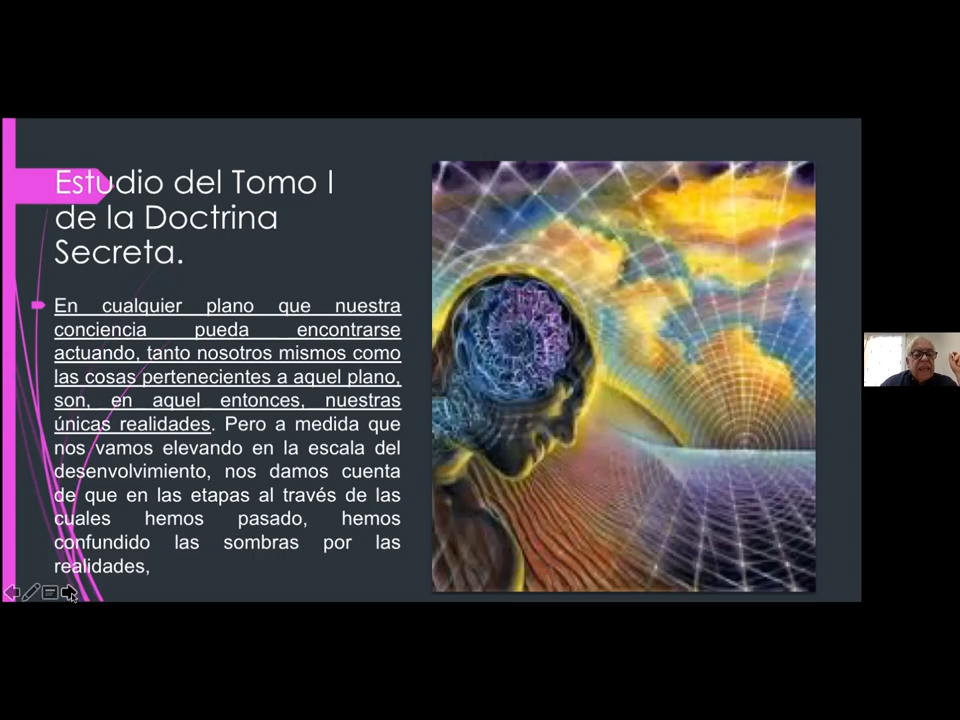 Estudio del Tomo I
de la Doctrina
Secreta.
En cualquier plano que nuestra
conciencia pueda encontrarse
actuando, tanto nosotros mismos como
las cosas pertenecientes a aquel plano,
son, en aquel entonces, nuestras
únicas realidades. Pero a medida que
nos vamos elevando en la escala del
desenvolvimiento, nos damos cuenta
de que en las etapas al través de las
cuales hemos pasado, hemos
confundido las sombras por las
realidades,